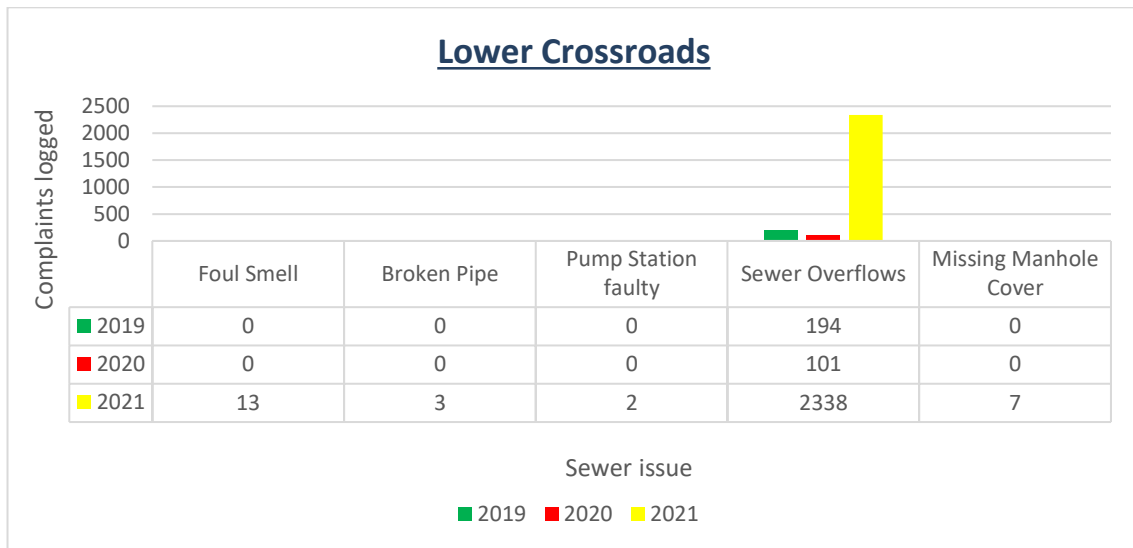 Lower Crossroads
Complaints logged
2500
2000
1500
1000
500
0
Foul Smell Broken Pipe Pump Station faulty Sewer Overflows Missing Manhole Cover
2019 0 0 0 194 0
2020 0 0 0 101 0
2021 13 3 2 2338 7
Sewer issue
2019 2020 2021